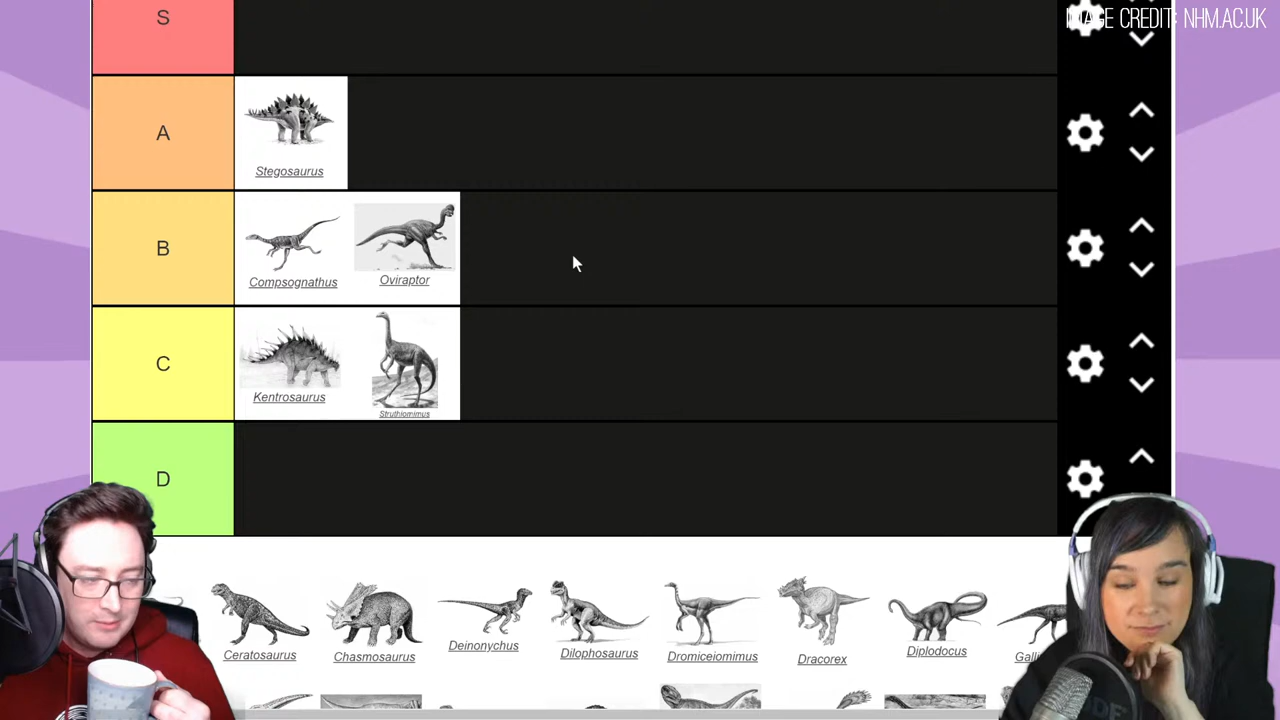 S
IMAGE CREDIT: NHM.AC.UK
A
Stegosaurus
B
Compsognathus
Oviraptor
C
Kentrosaurus
Struthiomimus
D
Ceratosaurus
Chasmosaurus
Deinonychus
Dilophosaurus
Dromiceiomimus
Dracorex
Diplodocus